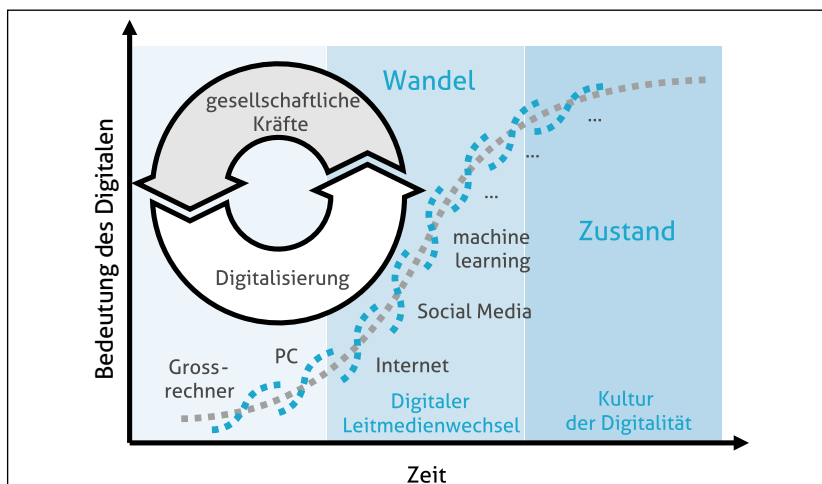 Bedeutung des Digitalen
gesellschaftliche
Kräfte
Digitalisierung
Wandel
Zustand
...
...
...
machine
learning
Social Media
Internet
PC
Gross-
rechner
Digitaler
Leitmedienwechsel
Kultur
der Digitalität
Zeit